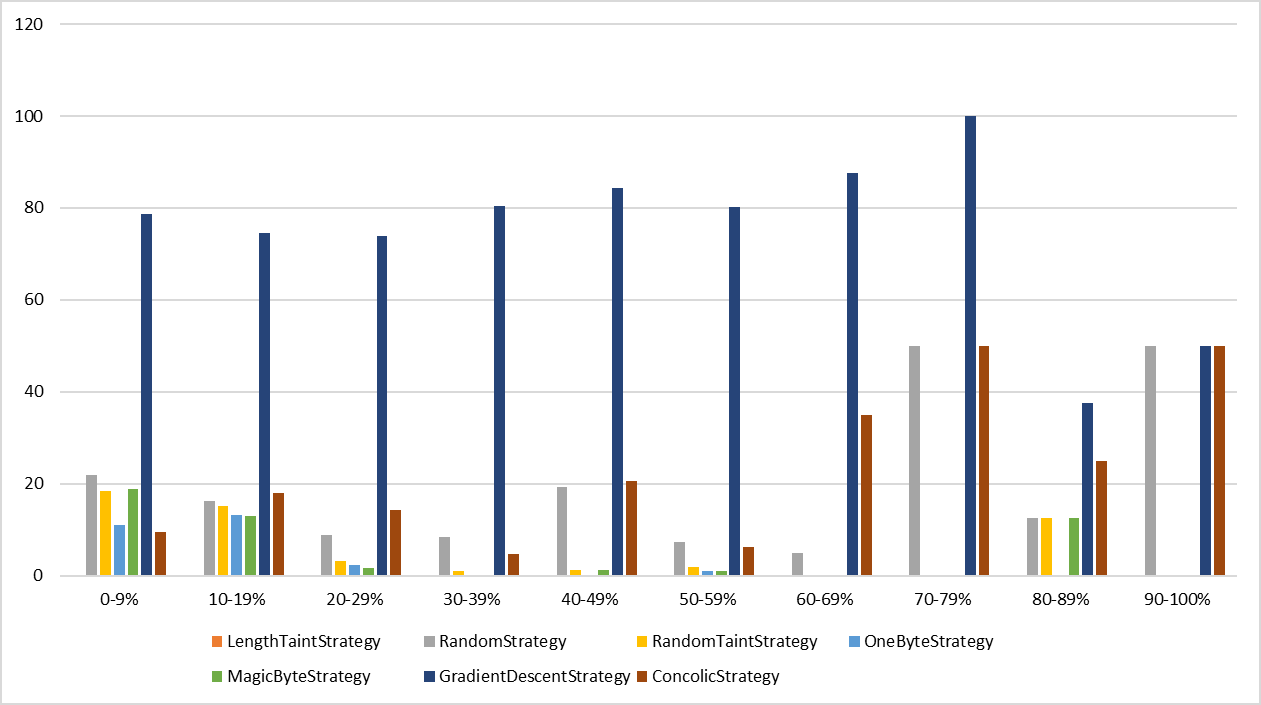 120
100
80
60
40
20
0
0-9% 10-19% 20-29% 30-39% 40-49% 50-59% 60-69% 70-79% 80-89% 90-100%
LengthTaintStrategy RandomStrategy RandomTaintStrategy OneByteStrategy
MagicByteStrategy GradientDescentStrategy ConcolicStrategy